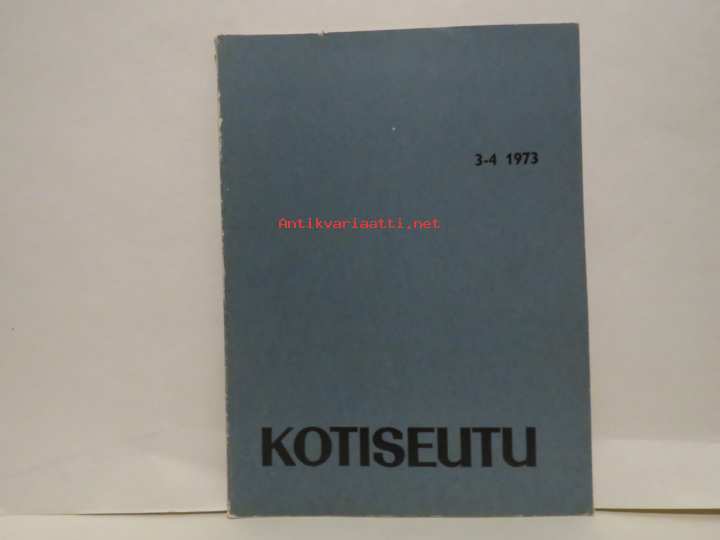 3-4 1973
Antikvariaatti.net
KOTISEUTU